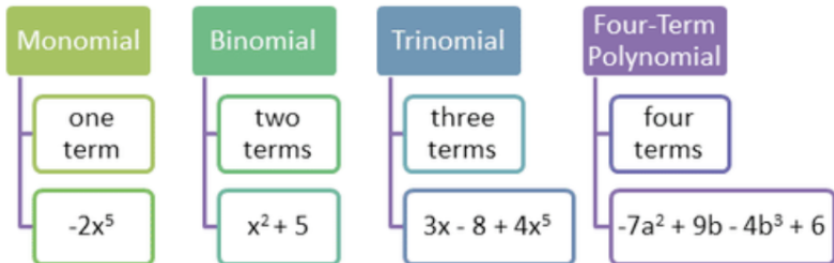 Monomial
one
term
-2x⁵
Binomial
two
terms
x² + 5
Trinomial
three
terms
3x - 8 + 4x⁵
Four-Term
Polynomial
four
terms
-7a² + 9b - 4b³ + 6